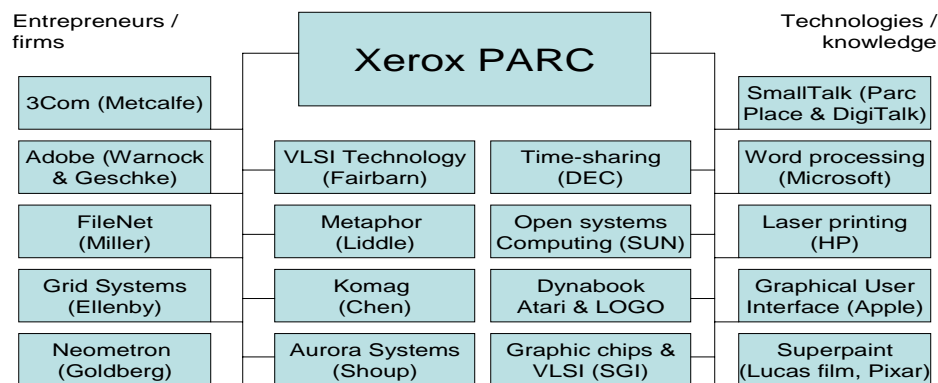 Entrepreneurs /
firms
Xerox PARC
Technologies /
knowledge
3Com (Metcalfe)
SmallTalk (Parc
Place & DigiTalk)
Adobe (Warnock
& Geschke)
VLSI Technology
(Fairbarn)
Time-sharing
(DEC)
Word processing
(Microsoft)
FileNet
(Miller)
Metaphor
(Liddle)
Open systems
Computing (SUN)
Laser printing
(HP)
Grid Systems
(Ellenby)
Komag
(Chen)
Dynabook
Atari & LOGO
Graphical User
Interface (Apple)
Neometron
(Goldberg)
Aurora Systems
(Shoup)
Graphic chips &
VLSI (SGI)
Superpaint
(Lucas film, Pixar)